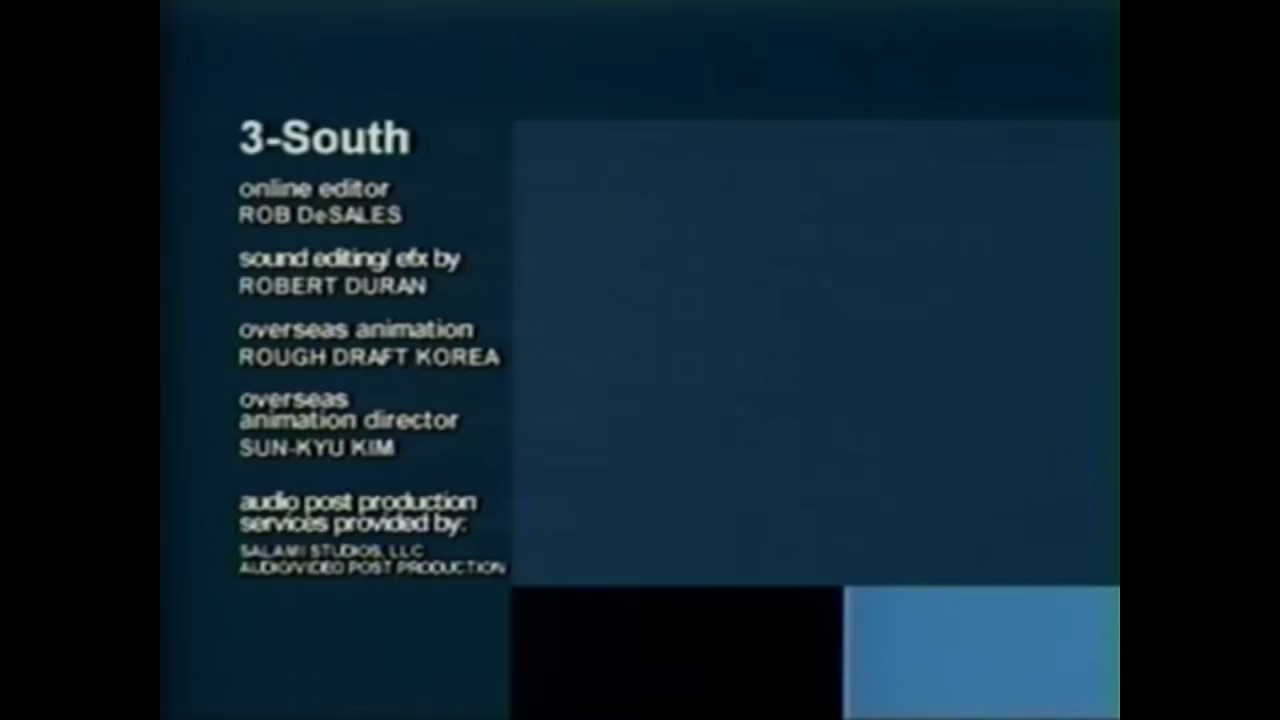 3-South
online editor
ROB DeSALES
sound editing/ efx by
ROBERT DURAN
overseas animation
ROUGH DRAFT KOREA
overseas
animation director
SUN-KYU KIM
audio post production
services provided by:
SALAMI STUDIOS, LLC
AUDIO/VIDEO POST PRODUCTION